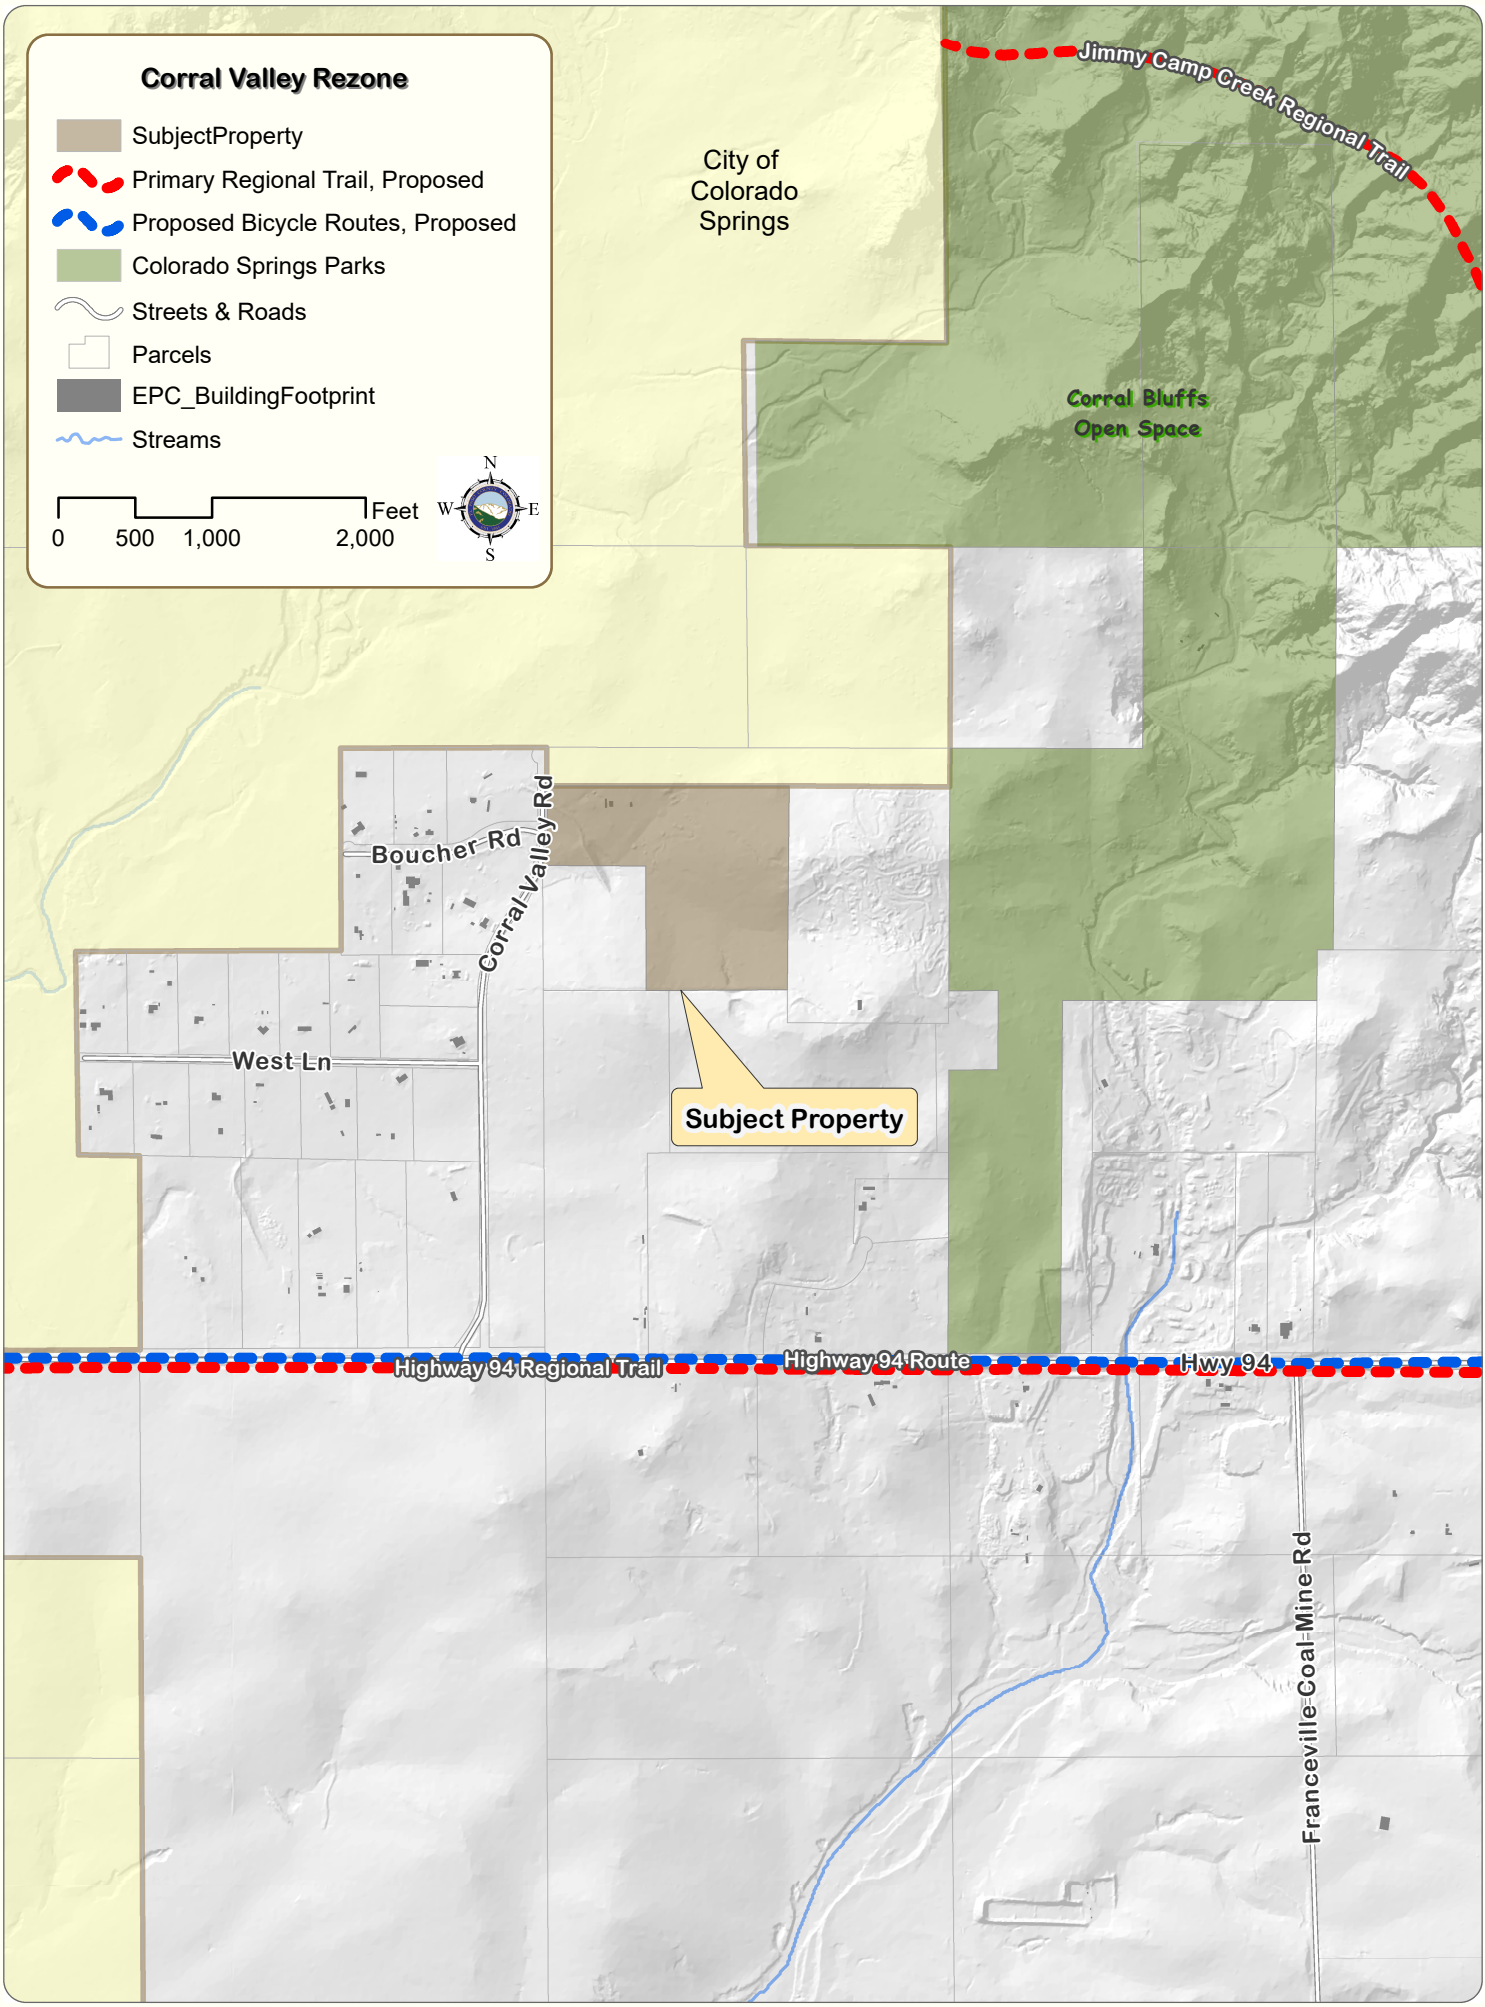 Corral Valley Rezone
SubjectProperty
Primary Regional Trail, Proposed
Proposed Bicycle Routes, Proposed
Colorado Springs Parks
Streets & Roads
Parcels
EPC_BuildingFootprint
Streams
Feet
0 500 1,000 2,000
N
W E
S
Jimmy Camp Creek Regional Trail
City of
Colorado
Springs
Corral Bluffs
Open Space
Boucher Rd
Corral Valley Rd
West Ln
Subject Property
Highway 94 Regional Trail
Highway 94 Route
Hwy 94
Franceville Coal Mine Rd